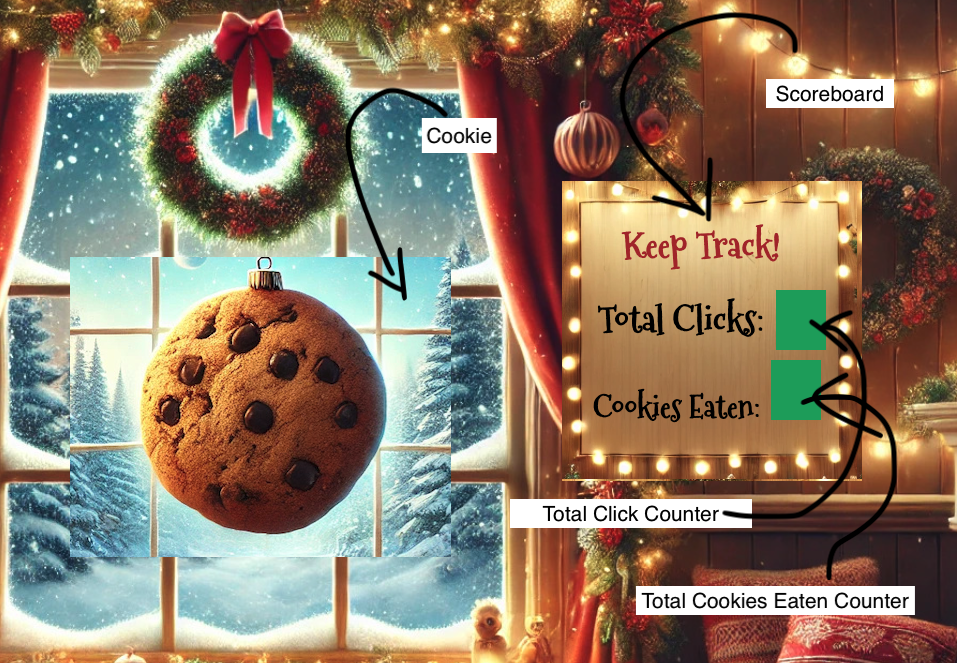 Scoreboard
Cookie
Keep Track!
Total Clicks:
Cookies Eaten:
Total Click Counter
Total Cookies Eaten Counter